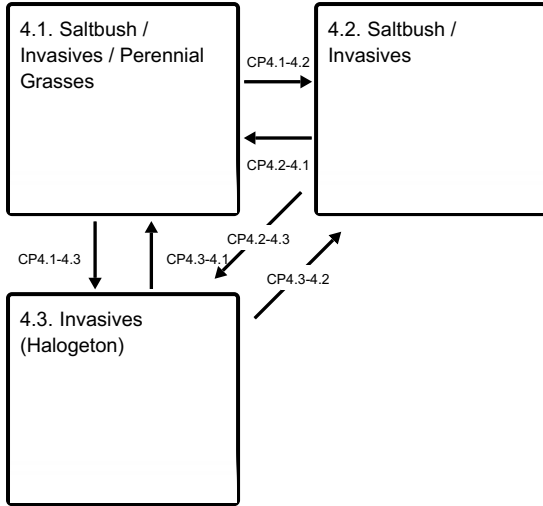 4.1. Saltbush /
Invasives / Perennial
Grasses
CP4.1-4.2
4.2. Saltbush /
Invasives
CP4.2-4.1
CP4.1-4.3
CP4.3-4.1
CP4.2-4.3
CP4.3-4.2
4.3. Invasives
(Halogeton)